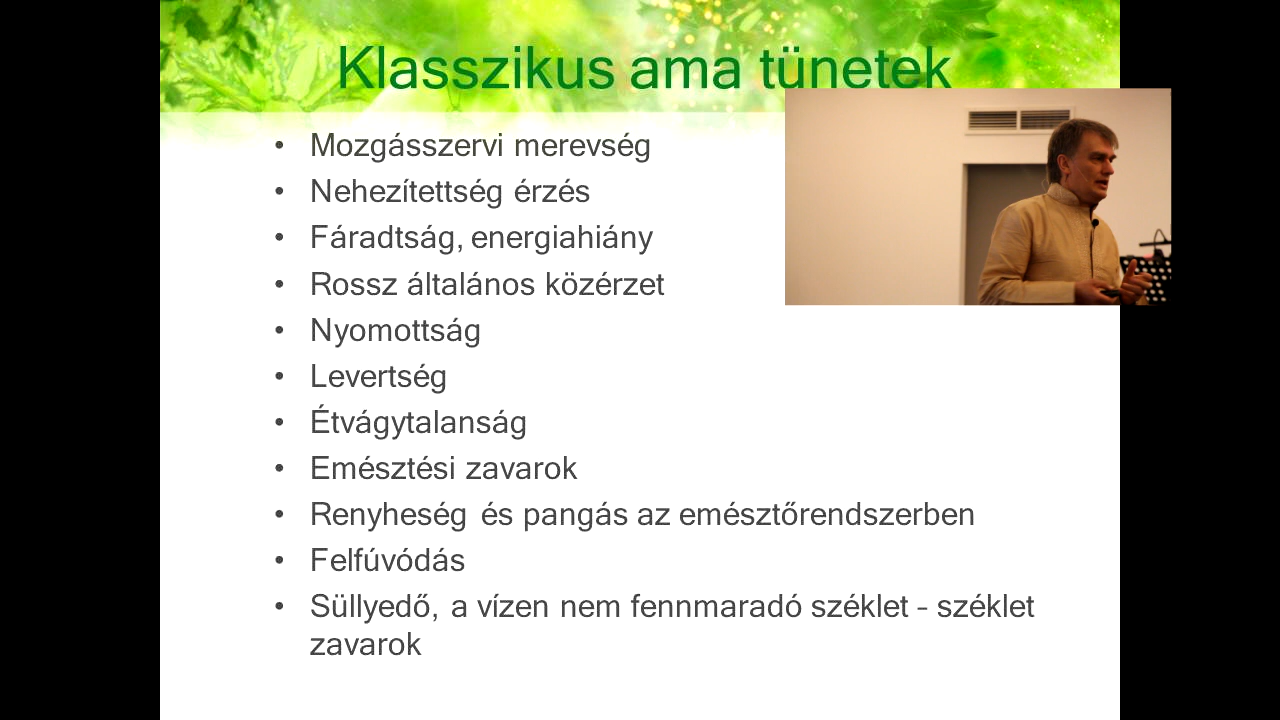 Klasszikus ama tünetek
• Mozgásszervi merevség
• Nehezítettség érzés
• Fáradtság, energiahiány
• Rossz általános közérzet
• Nyomottság
• Levertség
• Étvágytalanság
• Emésztési zavarok
• Renyheség és pangás az emésztőrendszerben
• Felfúvódás
• Süllyedő, a vízen nem fennmaradó széklet - széklet
zavarok